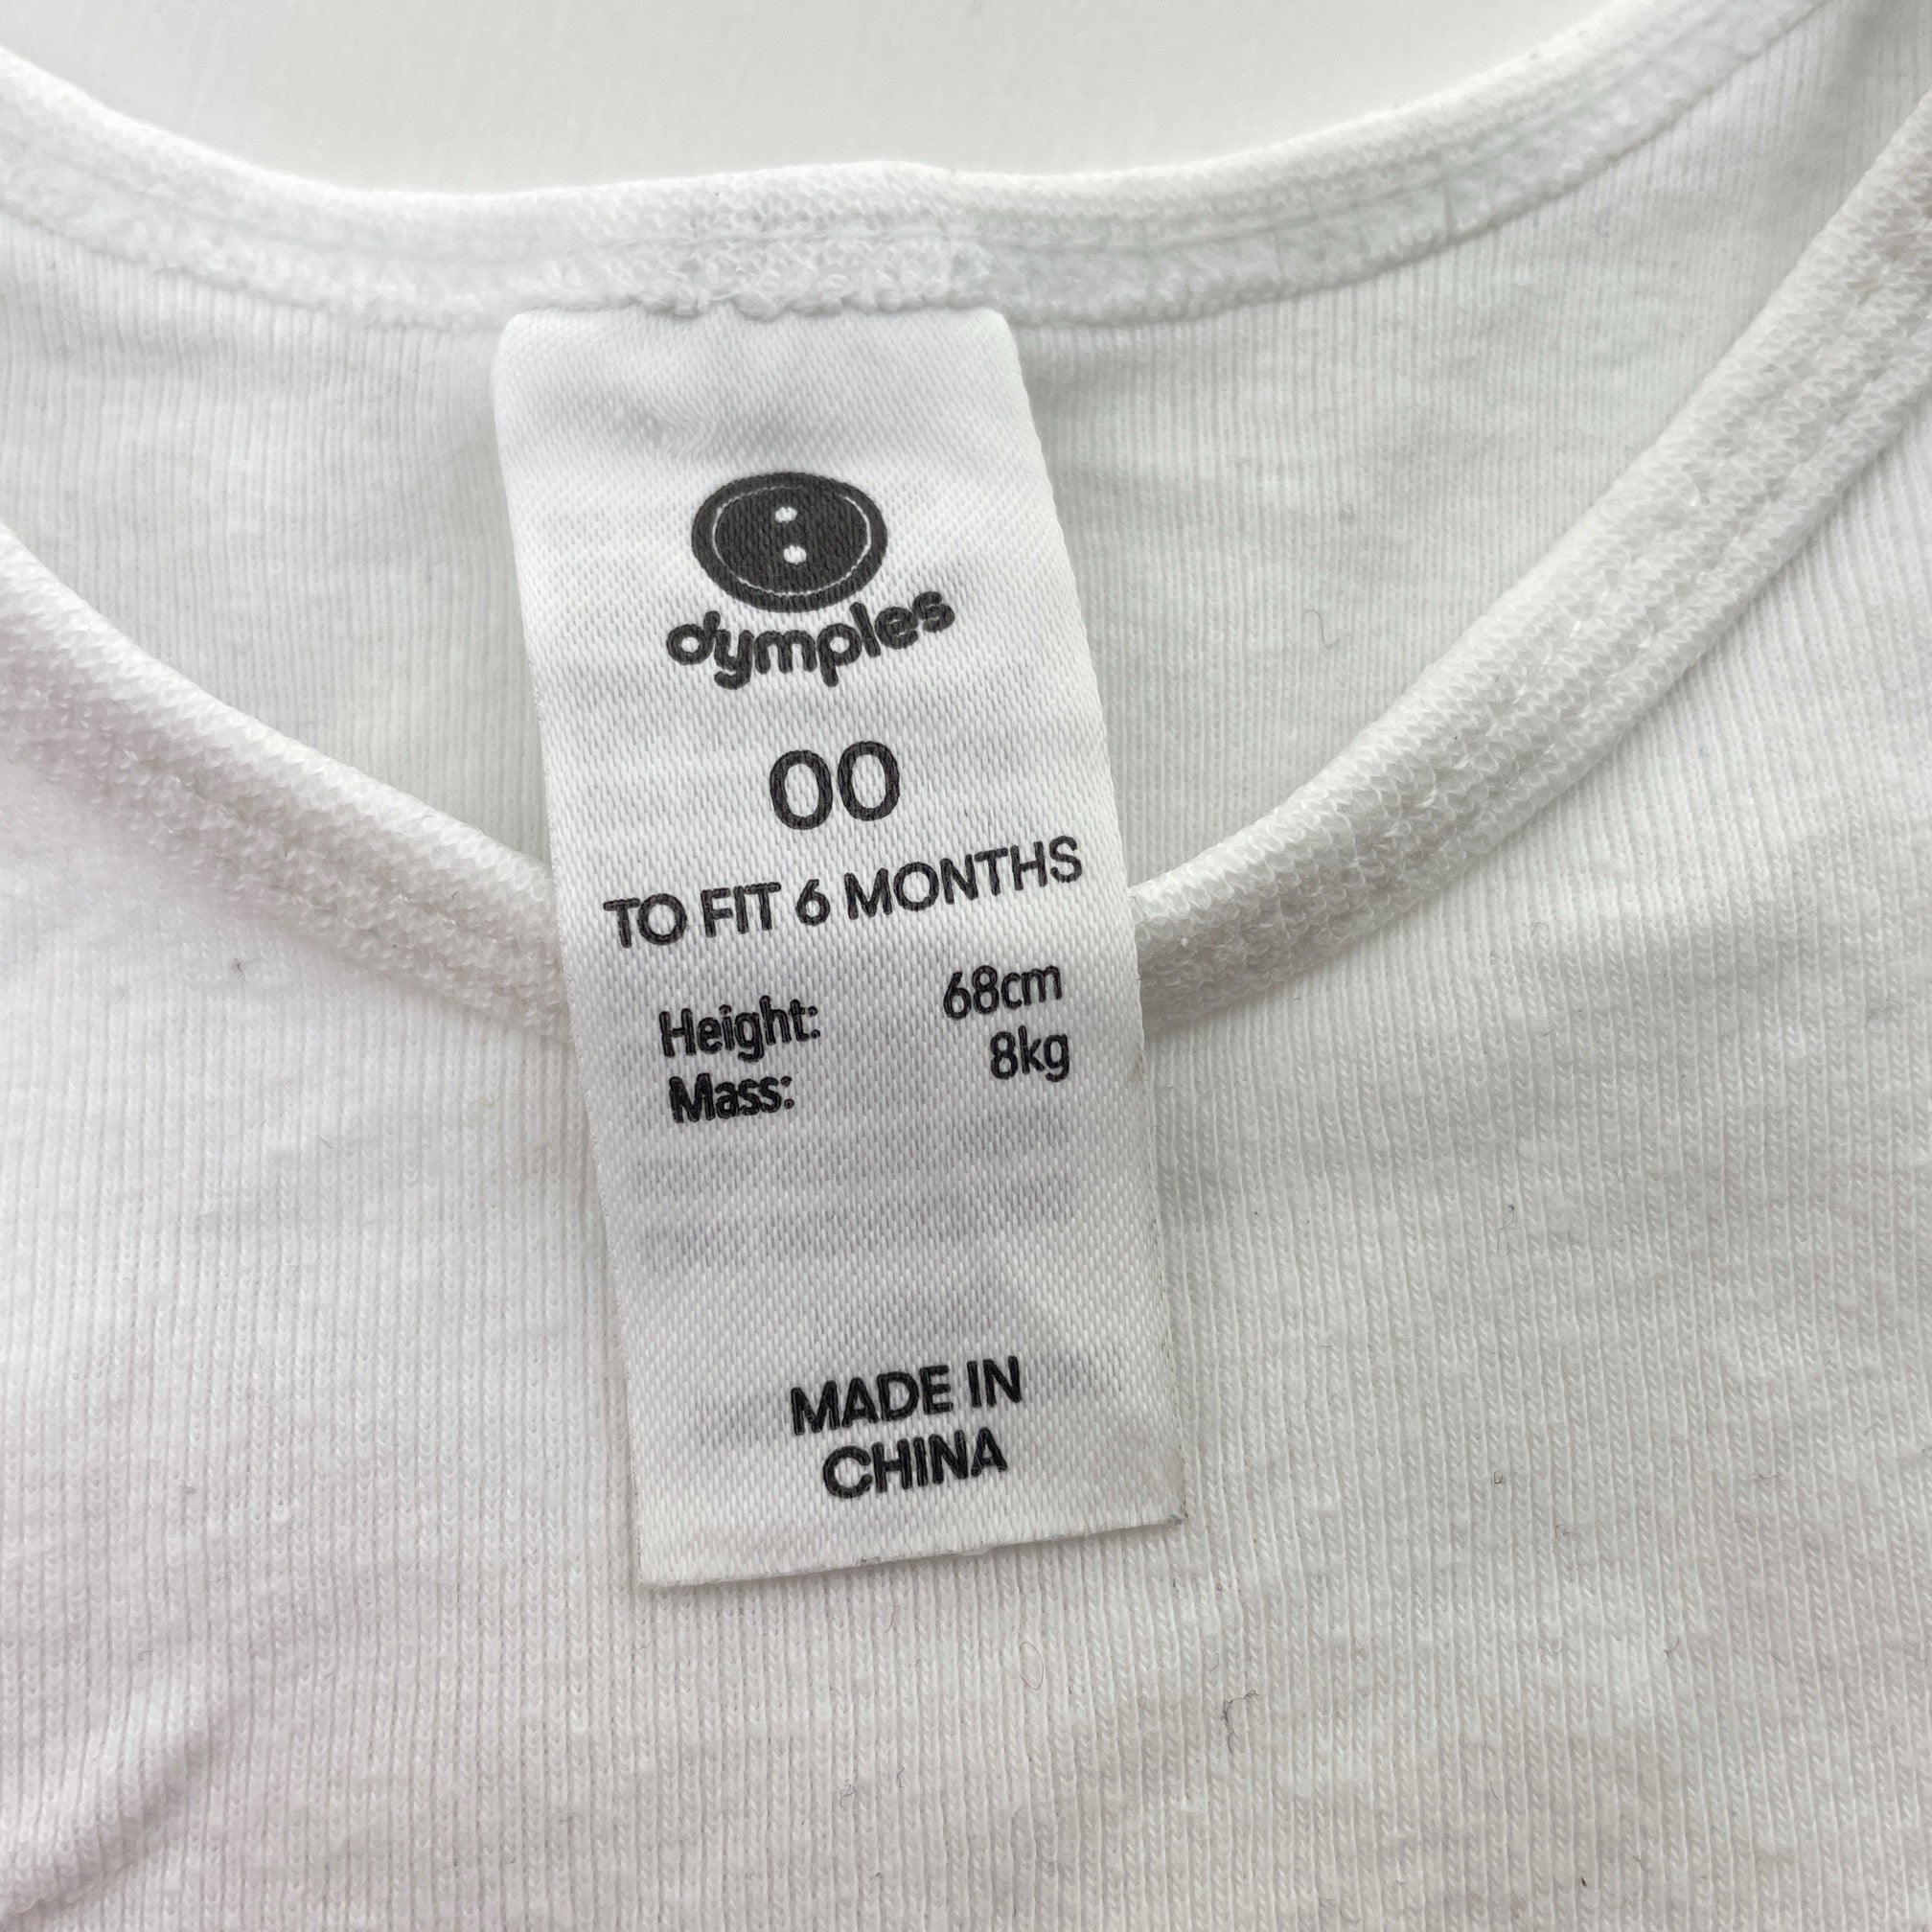 dymples
00
TO FIT 6 MONTHS
Height: 68cm
Mass: 8kg
MADE IN
CHINA